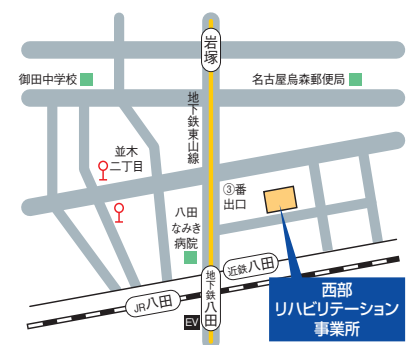 岩塚
御田中学校
名古屋烏森郵便局
地下鉄東山線
並木
二丁目
③番
出口
八田
なみき
病院
近鉄八田
地下鉄八田
JR八田
EV
西部
リハビリテーション
事業所